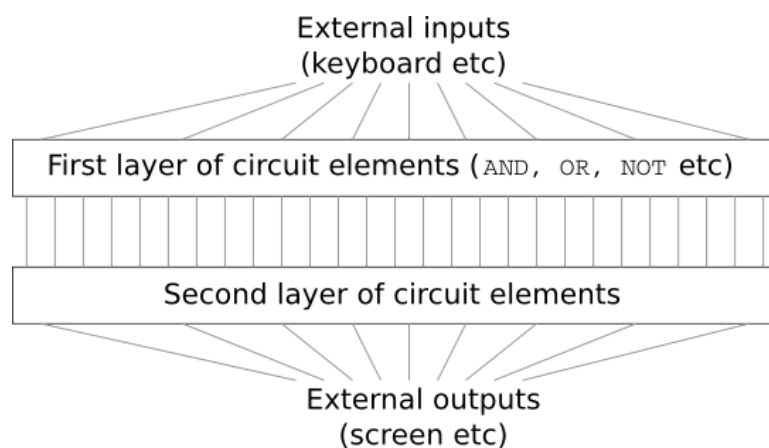 External inputs
(keyboard etc)
First layer of circuit elements (AND, OR, NOT etc)
Second layer of circuit elements
External outputs
(screen etc)